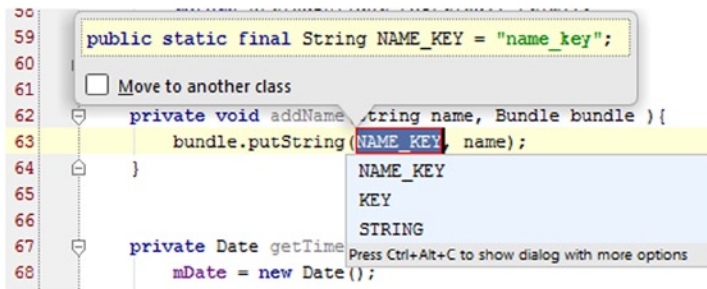 58
59 public static final String NAME_KEY = "name_key";
60
61 Move to another class
62 private void addName string name, Bundle bundle ){
63 bundle.putString(NAME_KEY, name);
64 }
NAME_KEY
65 KEY
66 STRING
67 private Date getTime
Press Ctrl+Alt+C to show dialog with more options
68 mDate = new Date();